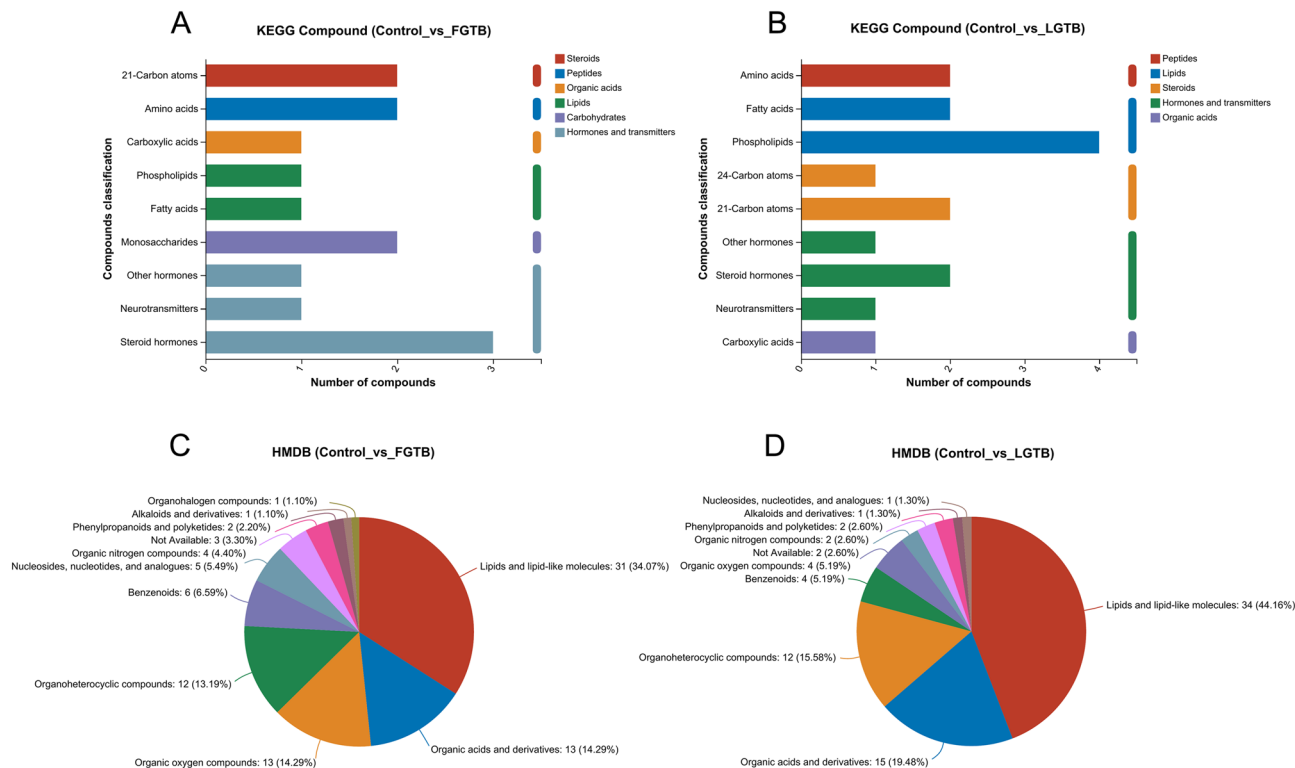 A
KEGG Compound (Control_vs_FGTB)
Compounds classification
21-Carbon atoms
Amino acids
Carboxylic acids
Phospholipids
Fatty acids
Monosaccharides
Other hormones
Neurotransmitters
Steroid hormones
0
1
2
3
Number of compounds
Steroids
Peptides
Organic acids
Lipids
Carbohydrates
Hormones and transmitters
B
KEGG Compound (Control_vs_LGTB)
Compounds classification
Amino acids
Fatty acids
Phospholipids
24-Carbon atoms
21-Carbon atoms
Other hormones
Steroid hormones
Neurotransmitters
Carboxylic acids
0
1
2
3
4
Number of compounds
Peptides
Lipids
Steroids
Hormones and transmitters
Organic acids
C
HMDB (Control_vs_FGTB)
Organohalogen compounds: 1 (1.10%)
Alkaloids and derivatives: 1 (1.10%)
Phenylpropanoids and polyketides: 2 (2.20%)
Not Available: 3 (3.30%)
Organic nitrogen compounds: 4 (4.40%)
Nucleosides, nucleotides, and analogues: 5 (5.49%)
Benzenoids: 6 (6.59%)
Organoheterocyclic compounds: 12 (13.19%)
Organic oxygen compounds: 13 (14.29%)
Organic acids and derivatives: 13 (14.29%)
Lipids and lipid-like molecules: 31 (34.07%)
D
HMDB (Control_vs_LGTB)
Nucleosides, nucleotides, and analogues: 1 (1.30%)
Alkaloids and derivatives: 1 (1.30%)
Phenylpropanoids and polyketides: 2 (2.60%)
Organic nitrogen compounds: 2 (2.60%)
Not Available: 2 (2.60%)
Organic oxygen compounds: 4 (5.19%)
Benzenoids: 4 (5.19%)
Organoheterocyclic compounds: 12 (15.58%)
Organic acids and derivatives: 15 (19.48%)
Lipids and lipid-like molecules: 34 (44.16%)